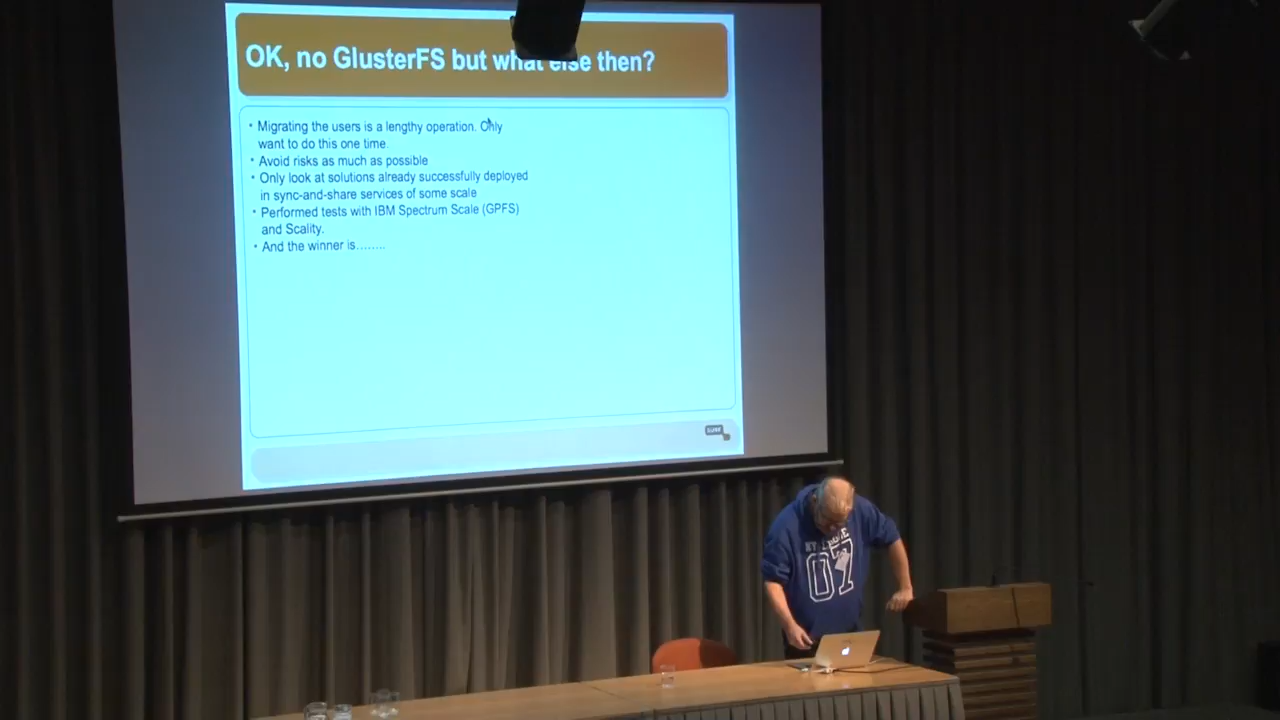 OK, no GlusterFS but what else then?
• Migrating the users is a lengthy operation. Only
want to do this one time.
• Avoid risks as much as possible
• Only look at solutions already successfully deployed
in sync-and-share services of some scale
• Performed tests with IBM Spectrum Scale (GPFS)
and Scality.
• And the winner is........
07